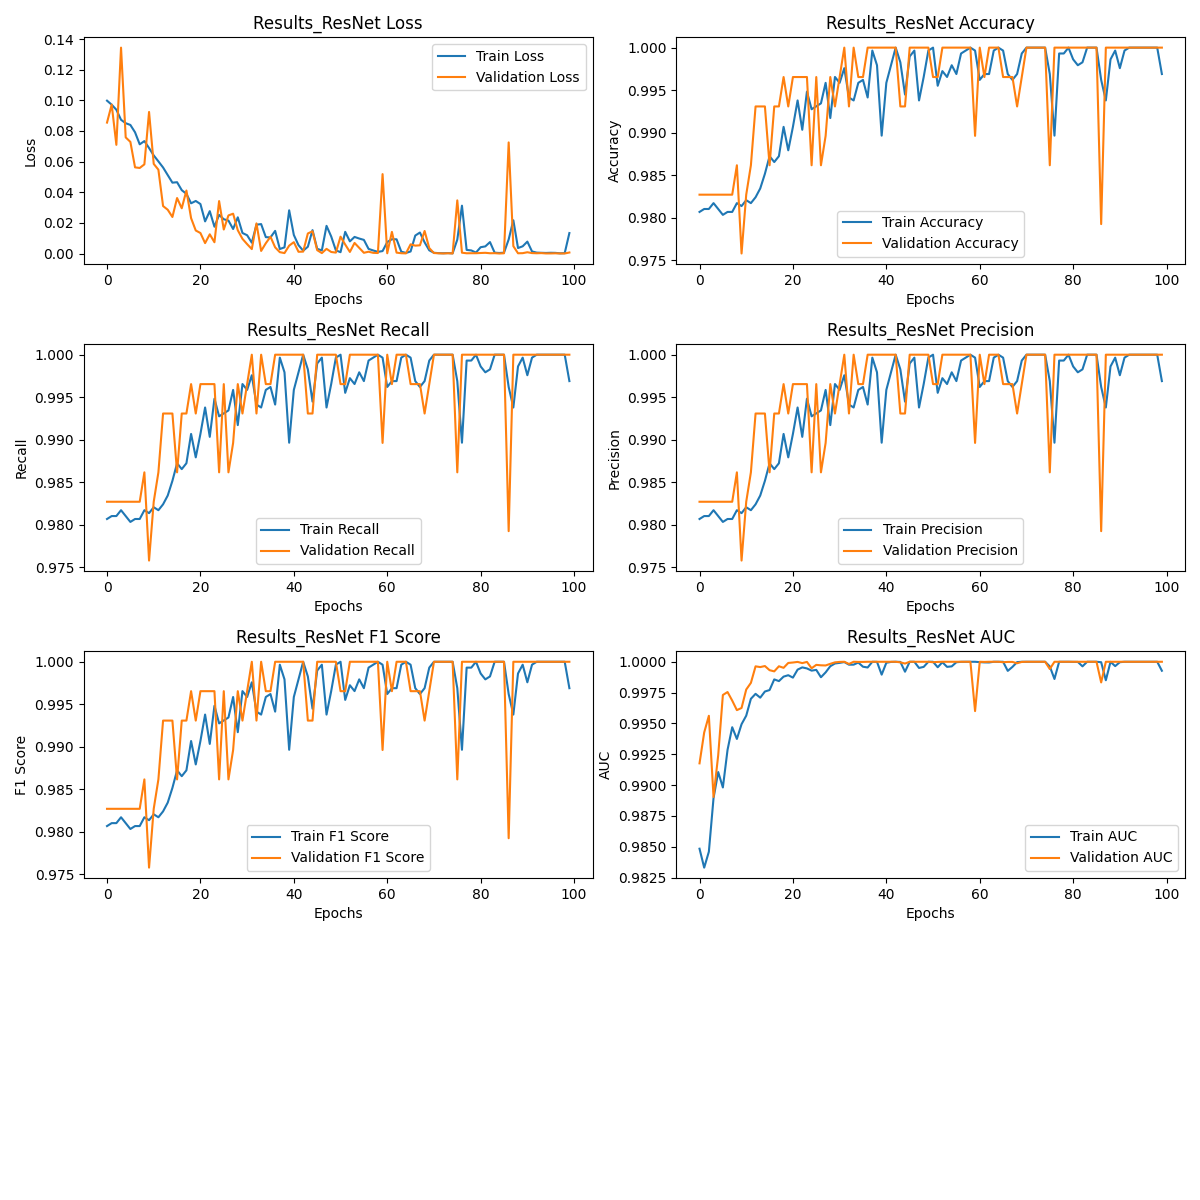 Results_ResNet Loss
0.14
0.12
0.10
0.08
0.06
0.04
0.02
0.00
Loss
Train Loss
Validation Loss
0 20 40 60 80 100
Epochs
Results_ResNet Accuracy
1.000
0.995
0.990
0.985
0.980
0.975
Accuracy
Train Accuracy
Validation Accuracy
0 20 40 60 80 100
Epochs
Results_ResNet Recall
1.000
0.995
0.990
0.985
0.980
0.975
Recall
Train Recall
Validation Recall
0 20 40 60 80 100
Epochs
Results_ResNet Precision
1.000
0.995
0.990
0.985
0.980
0.975
Precision
Train Precision
Validation Precision
0 20 40 60 80 100
Epochs
Results_ResNet F1 Score
1.000
0.995
0.990
0.985
0.980
0.975
F1 Score
Train F1 Score
Validation F1 Score
0 20 40 60 80 100
Epochs
Results_ResNet AUC
1.0000
0.9975
0.9950
0.9925
0.9900
0.9875
0.9850
0.9825
AUC
Train AUC
Validation AUC
0 20 40 60 80 100
Epochs